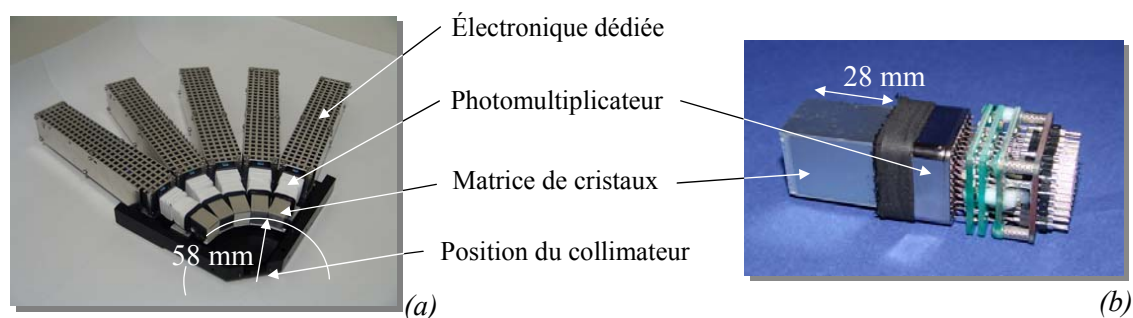 Électronique dédiée
28 mm
Photomultiplicateur
Matrice de cristaux
58 mm
Position du collimateur
(a)
(b)